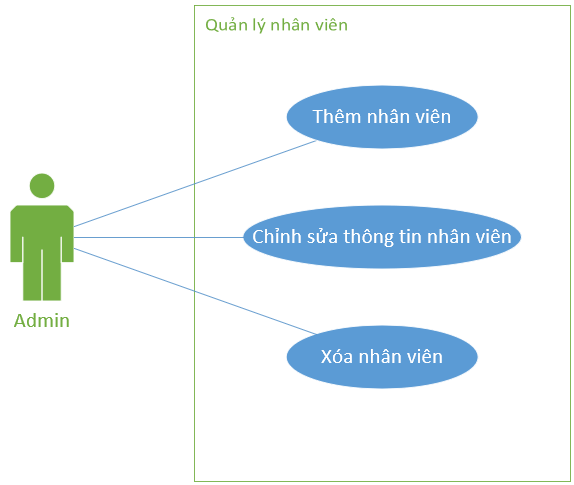 Quản lý nhân viên
Thêm nhân viên
Chỉnh sửa thông tin nhân viên
Admin
Xóa nhân viên